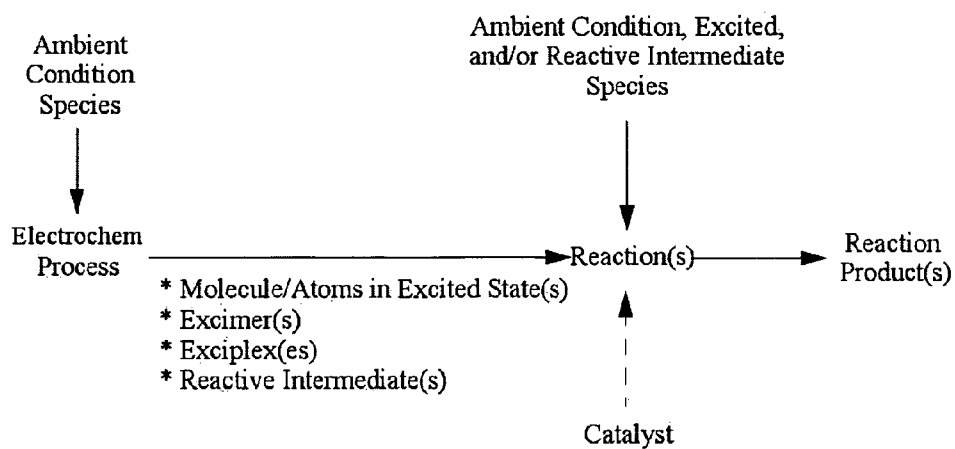 Ambient
Condition
Species
Ambient Condition, Excited,
and/or Reactive Intermediate
Species
Electrochem
Process
* Molecule/Atoms in Excited State(s)
* Excimer(s)
* Exciplex(es)
* Reactive Intermediate(s)
Reaction(s)
Reaction
Product(s)
Catalyst